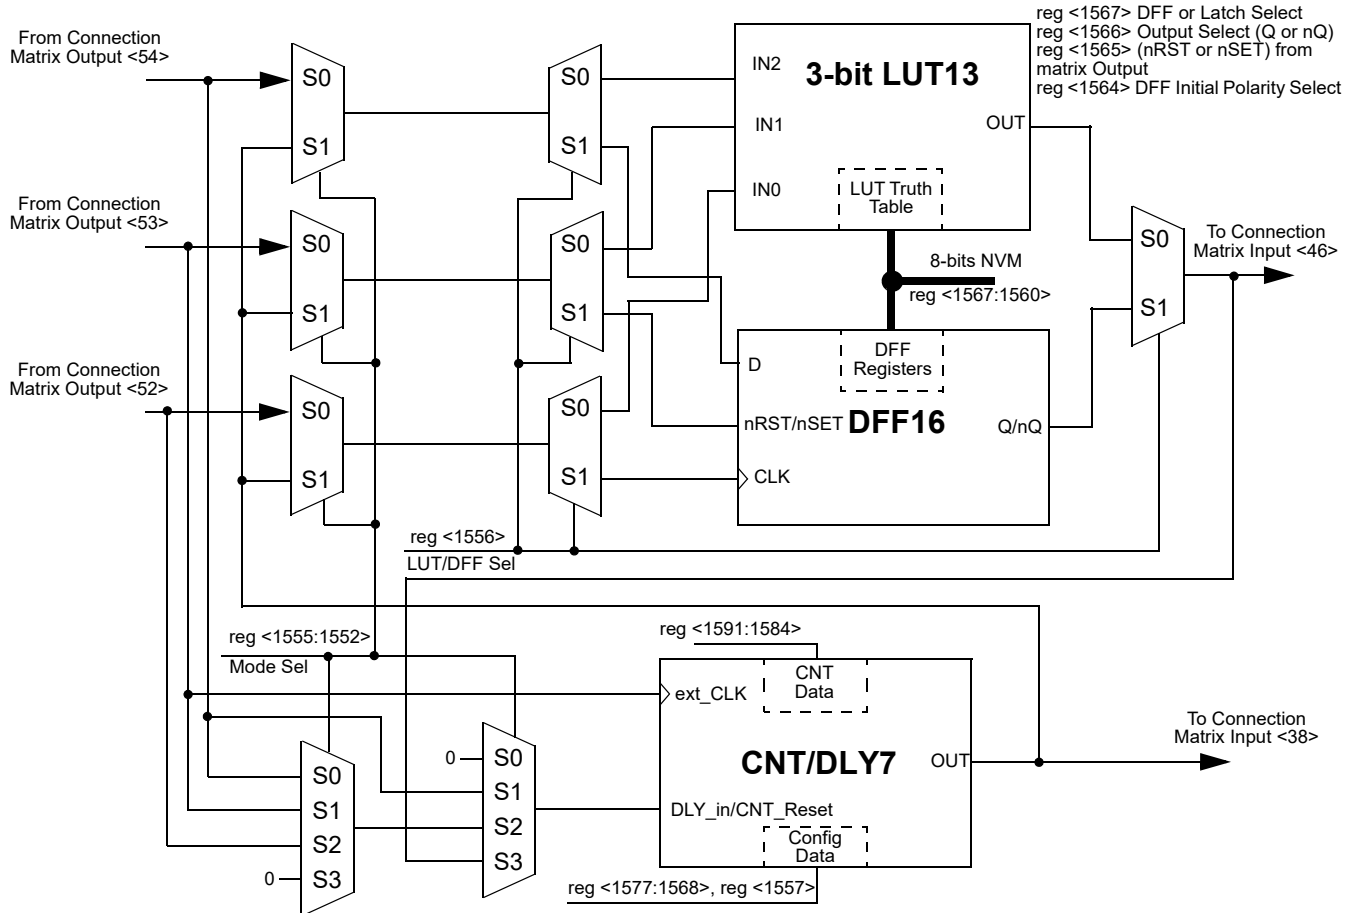 From Connection
Matrix Output <54>
S0
S1
S0
S1
IN2
3-bit LUT13
IN1
IN0
OUT
LUT Truth
Table
reg <1567> DFF or Latch Select
reg <1566> Output Select (Q or nQ)
reg <1565> (nRST or nSET) from
matrix Output
reg <1564> DFF Initial Polarity Select
From Connection
Matrix Output <53>
S0
S1
S0
S1
8-bits NVM
reg <1567:1560>
S0
S1
To Connection
Matrix Input <46>
From Connection
Matrix Output <52>
S0
S1
S0
S1
D
DFF
Registers
nRST/nSET
DFF16
Q/nQ
CLK
reg <1556>
LUT/DFF Sel
reg <1555:1552>
Mode Sel
reg <1591:1584>
CNT
Data
ext_CLK
CNT/DLY7
OUT
DLY_in/CNT_Reset
Config
Data
To Connection
Matrix Input <38>
0
S0
S1
S2
S3
S0
S1
S2
0
S3
reg <1577:1568>, reg <1557>